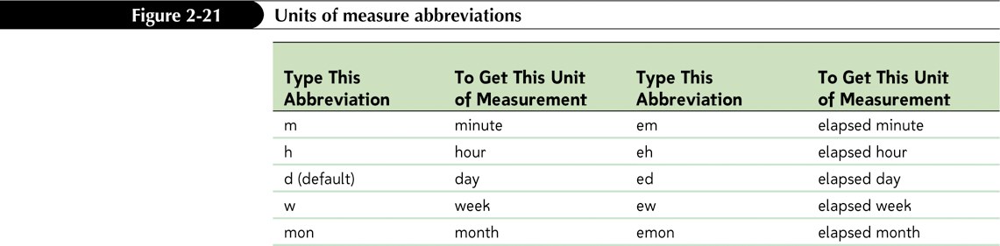 Figure 2-21 Units of measure abbreviations
Type This To Get This Unit Type This To Get This Unit
Abbreviation of Measurement Abbreviation of Measurement
m minute em elapsed minute
h hour eh elapsed hour
d (default) day ed elapsed day
w week ew elapsed week
mon month emon elapsed month